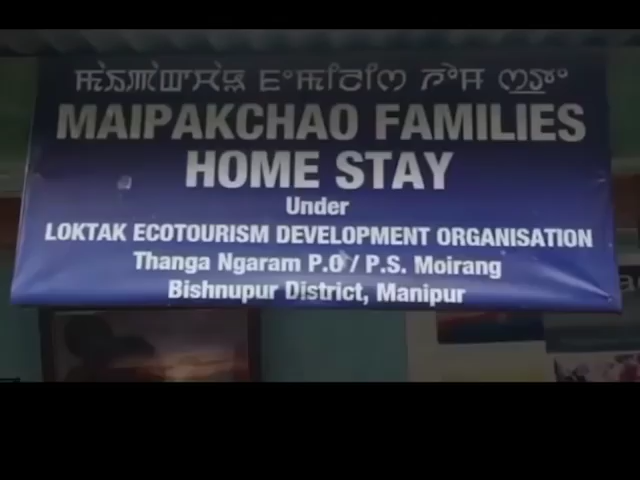 MAIPAKCHAO FAMILIES
HOME STAY
Under
LOKTAK ECOTOURISM DEVELOPMENT ORGANISATION
Thanga Ngaram P.O / P.S. Moirang
Bishnupur District, Manipur